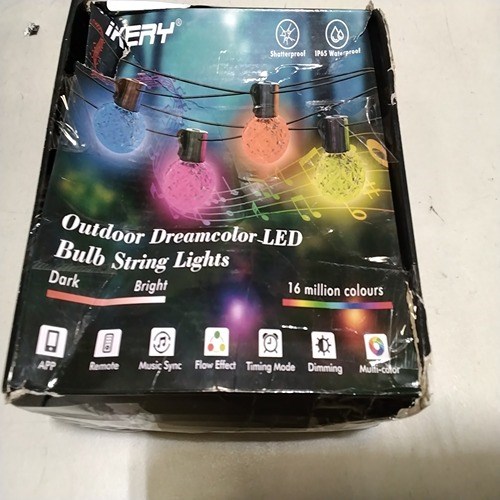 iKERY®
Shatterproof
IP65 Waterproof
Outdoor Dreamcolor LED
Bulb String Lights
Dark
Bright
16 million colours
APP
Remote
Music Sync
Flow Effect
Timing Mode
Dimming
Multi-color